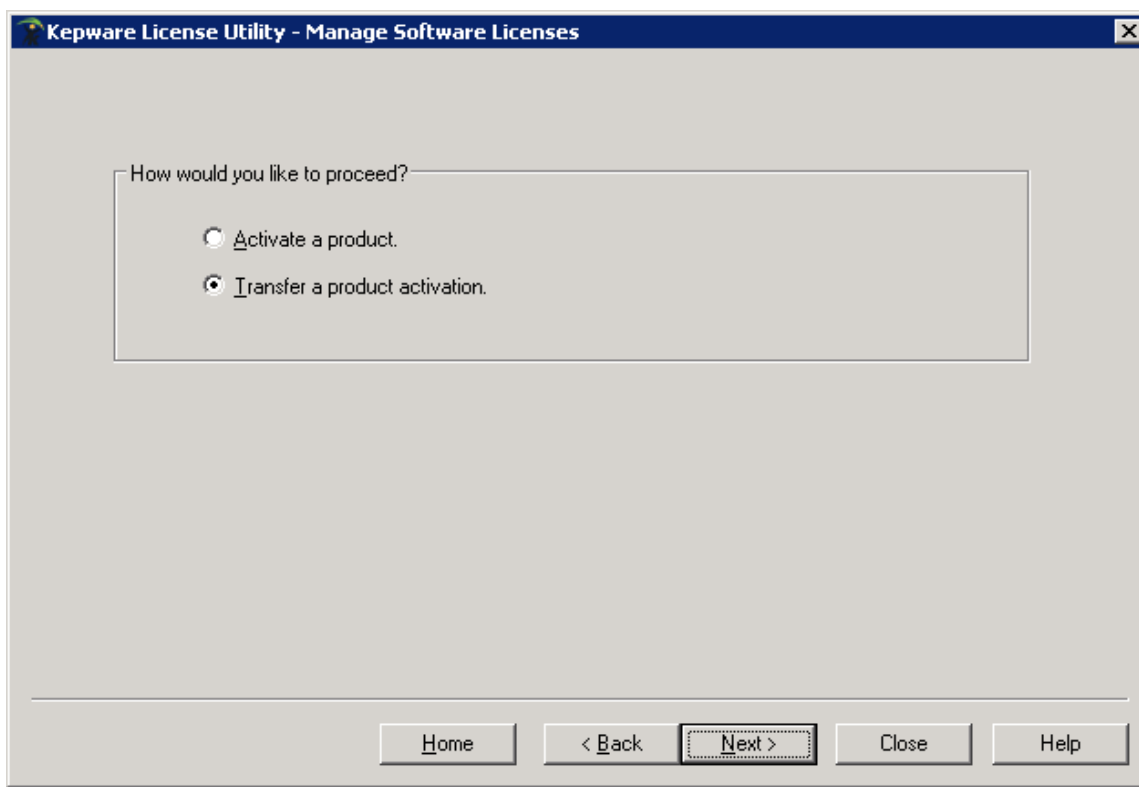 Kepware License Utility - Manage Software Licenses
How would you like to proceed?
Activate a product.
Transfer a product activation.
Home < Back Next > Close Help